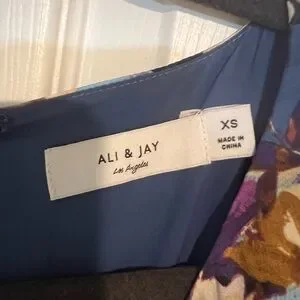 ALI & JAY
Los Angeles
XS
MADE IN
CHINA